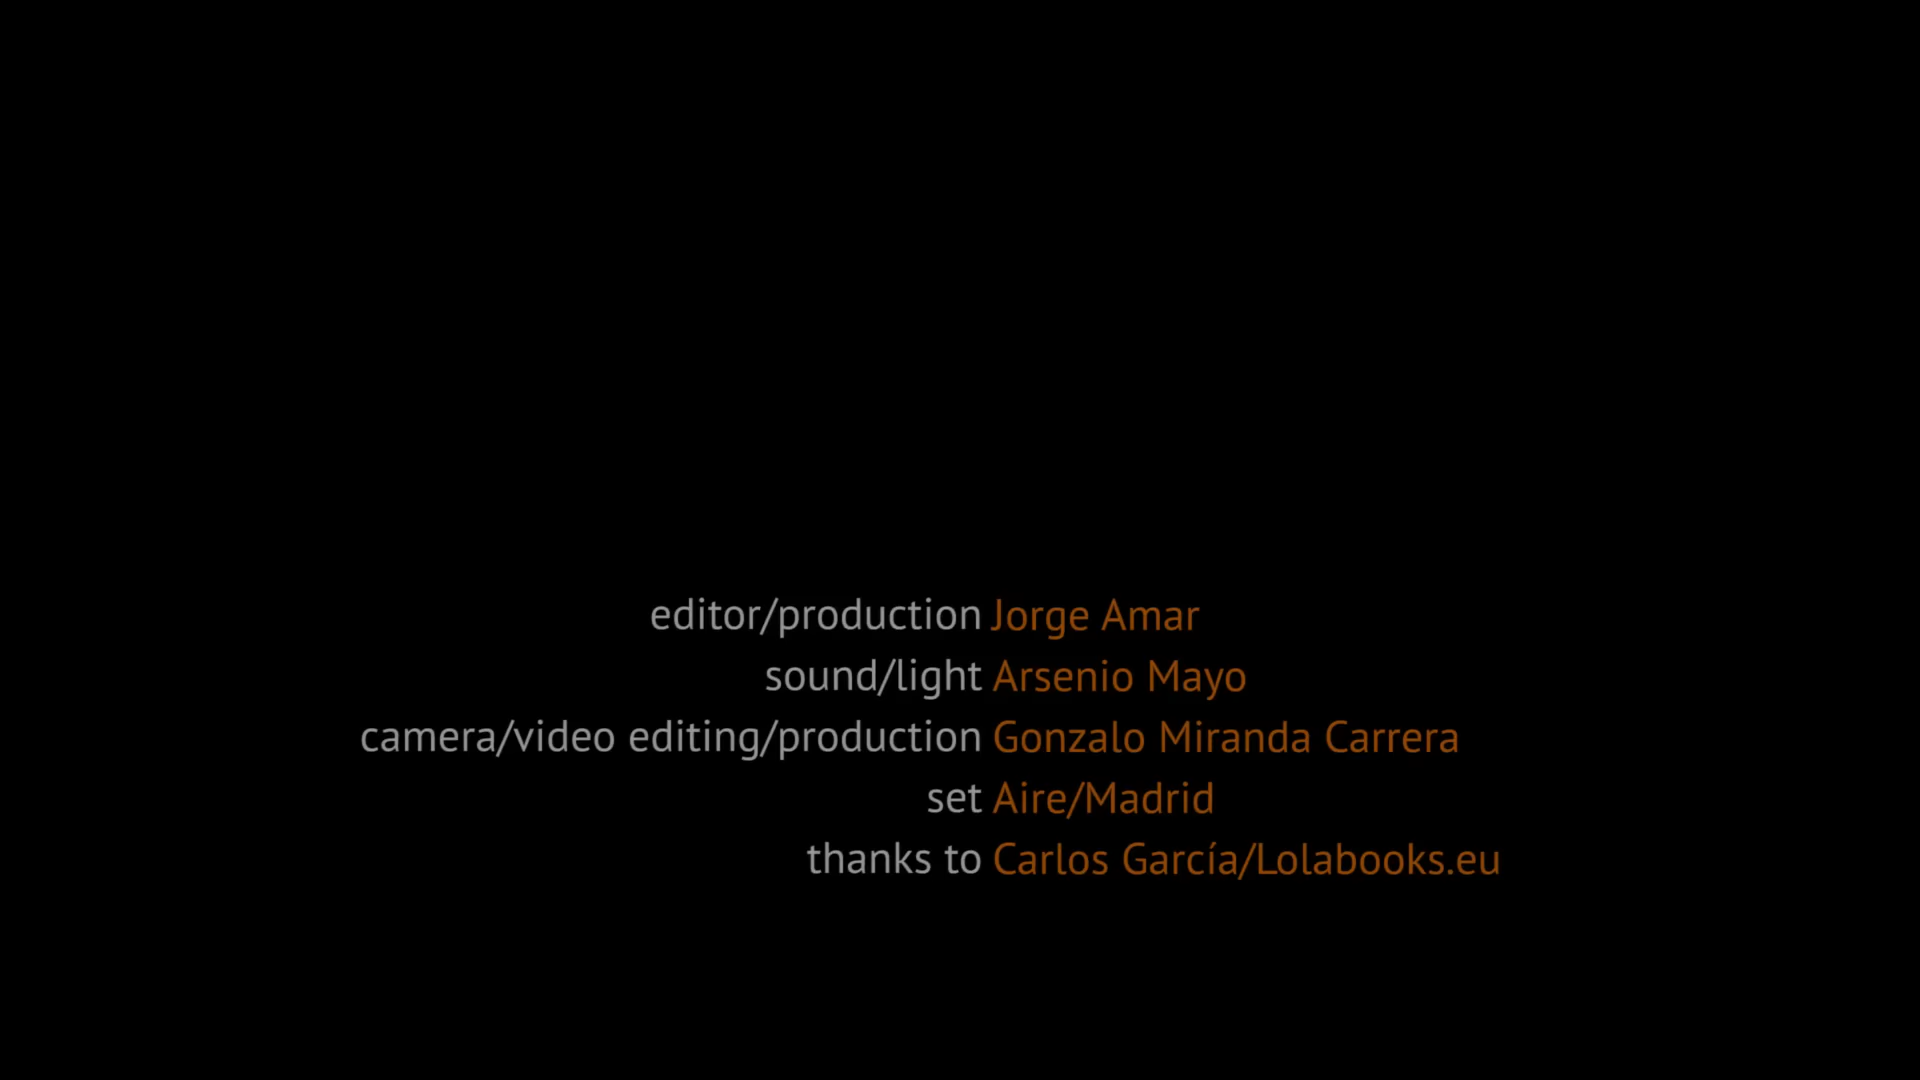 editor/production Jorge Amar
sound/light Arsenio Mayo
camera/video editing/production Gonzalo Miranda Carrera
set Aire/Madrid
thanks to Carlos García/Lolabooks.eu